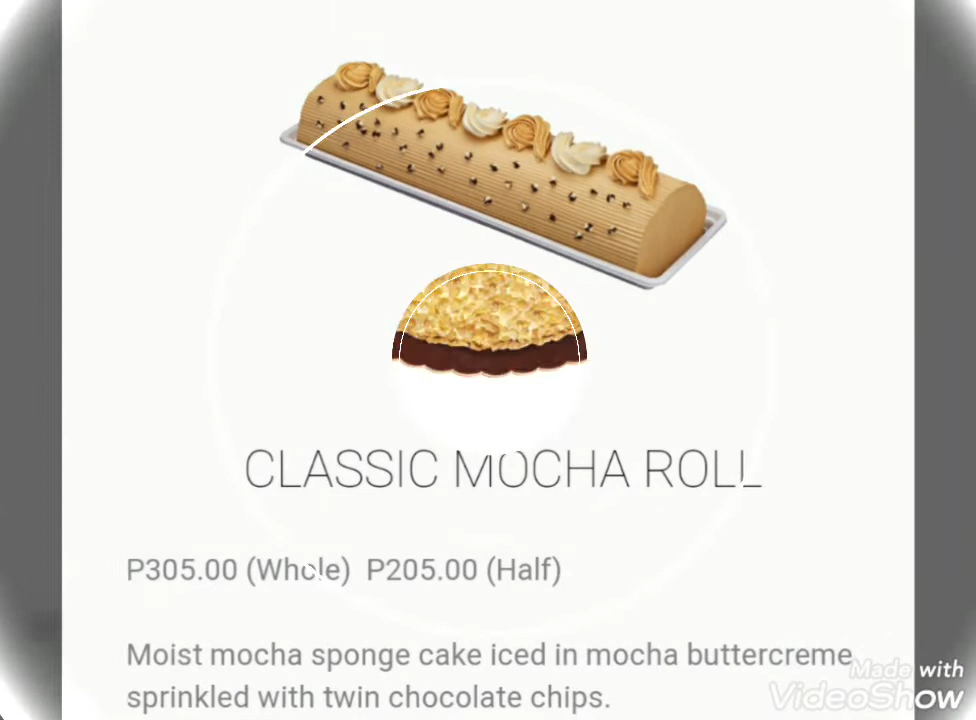 CLASSIC MOCHA ROLL
P305.00 (Whole) P205.00 (Half)
Moist mocha sponge cake iced in mocha buttercreme
sprinkled with twin chocolate chips.
Made with
VideoShow